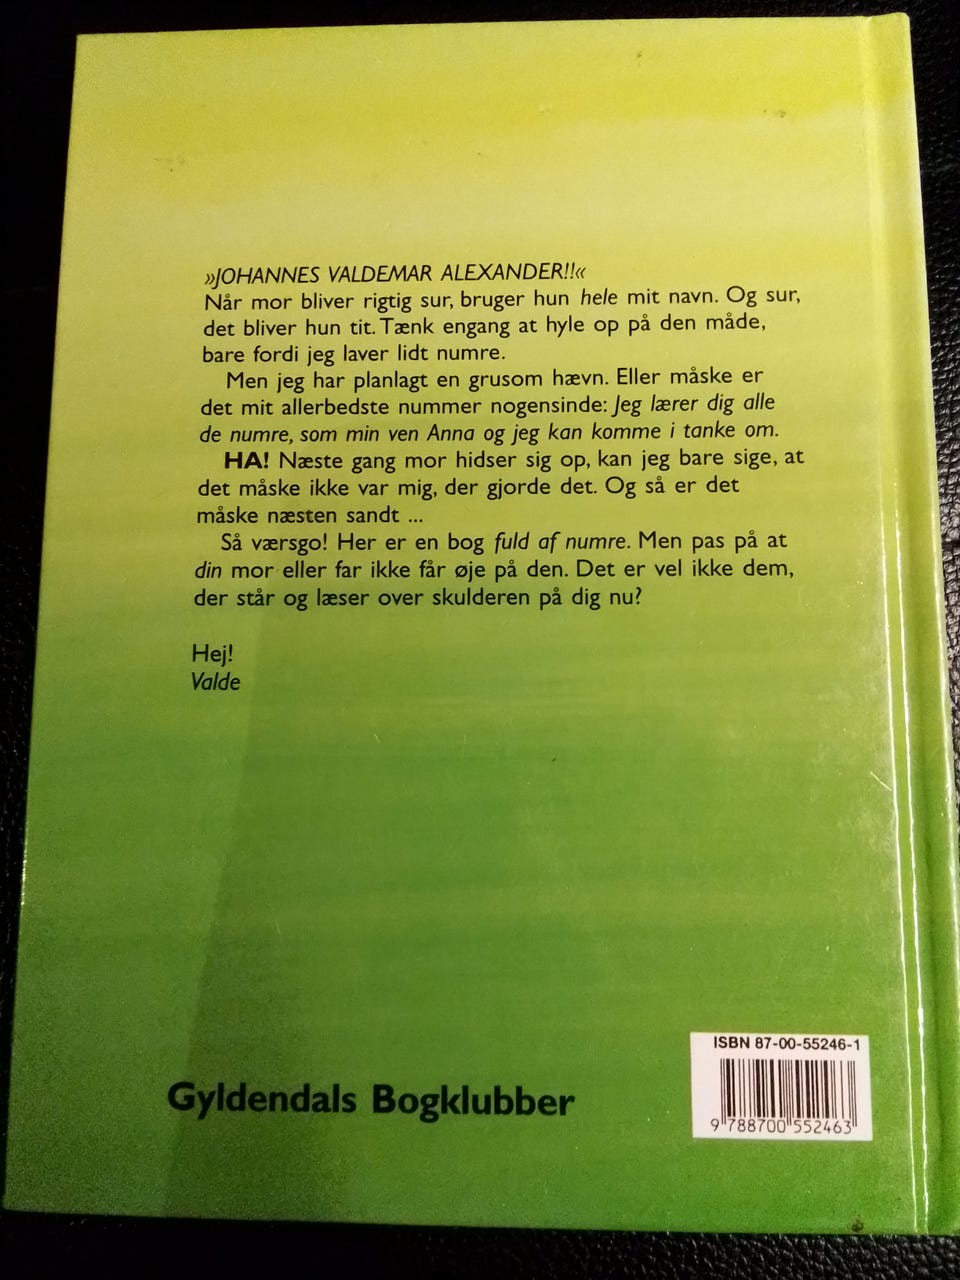 »JOHANNES VALDEMAR ALEXANDER!!«
Når mor bliver rigtig sur, bruger hun hele mit navn. Og sur,
det bliver hun tit. Tænk engang at hyle op på den måde,
bare fordi jeg laver lidt numre.
Men jeg har planlagt en grusom hævn. Eller måske er
det mit allerbedste nummer nogensinde: Jeg lærer dig alle
de numre, som min ven Anna og jeg kan komme i tanke om.
HA! Næste gang mor hidser sig op, kan jeg bare sige, at
det måske ikke var mig, der gjorde det. Og så er det
måske næsten sandt ...
Så værsgo! Her er en bog fuld af numre. Men pas på at
din mor eller far ikke får øje på den. Det er vel ikke dem,
der står og læser over skulderen på dig nu?
Hej!
Valde
ISBN 87-00-55246-1
Gyldendals Bogklubber
9 788700 552463